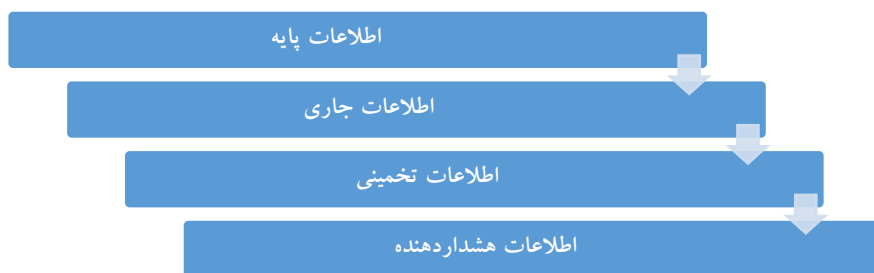 اطلاعات پایه
اطلاعات جاری
اطلاعات تخمینی
اطلاعات هشداردهنده